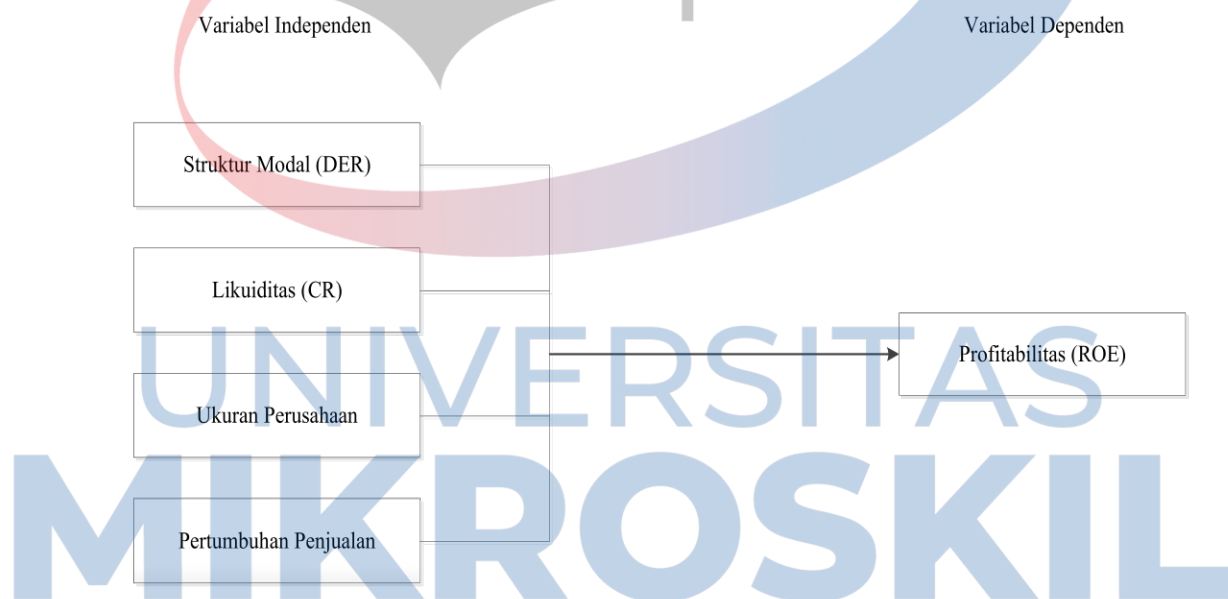 Variabel Independen
Variabel Dependen
Struktur Modal (DER)
Likuiditas (CR)
Profitabilitas (ROE)
Ukuran Perusahaan
Pertumbuhan Penjualan
UNIVERSITAS
MIKROSKIL